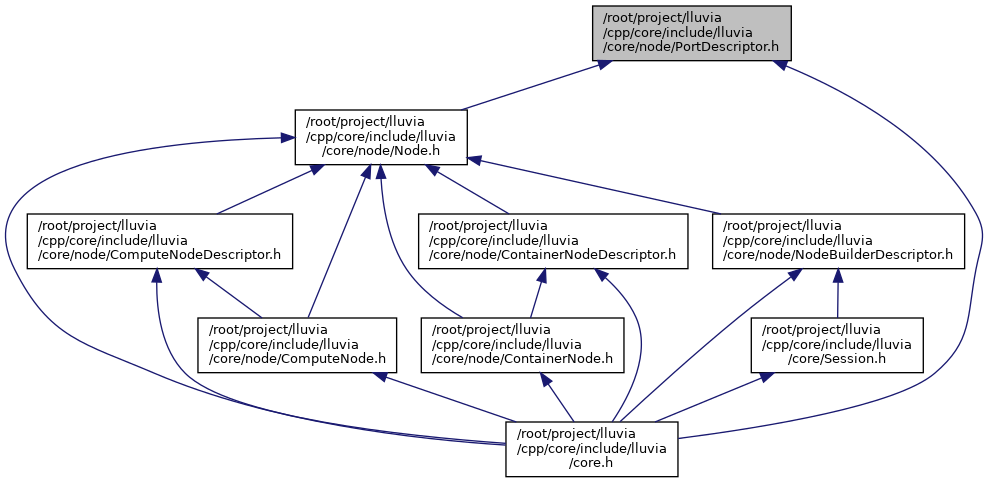 /root/project/lluvia
/cpp/core/include/lluvia
/core/node/PortDescriptor.h
/root/project/lluvia
/cpp/core/include/lluvia
/core/node/Node.h
/root/project/lluvia
/cpp/core/include/lluvia
/core/node/ComputeNodeDescriptor.h
/root/project/lluvia
/cpp/core/include/lluvia
/core/node/ContainerNodeDescriptor.h
/root/project/lluvia
/cpp/core/include/lluvia
/core/node/NodeBuilderDescriptor.h
/root/project/lluvia
/cpp/core/include/lluvia
/core/node/ComputeNode.h
/root/project/lluvia
/cpp/core/include/lluvia
/core/node/ContainerNode.h
/root/project/lluvia
/cpp/core/include/lluvia
/core/Session.h
/root/project/lluvia
/cpp/core/include/lluvia
/core.h